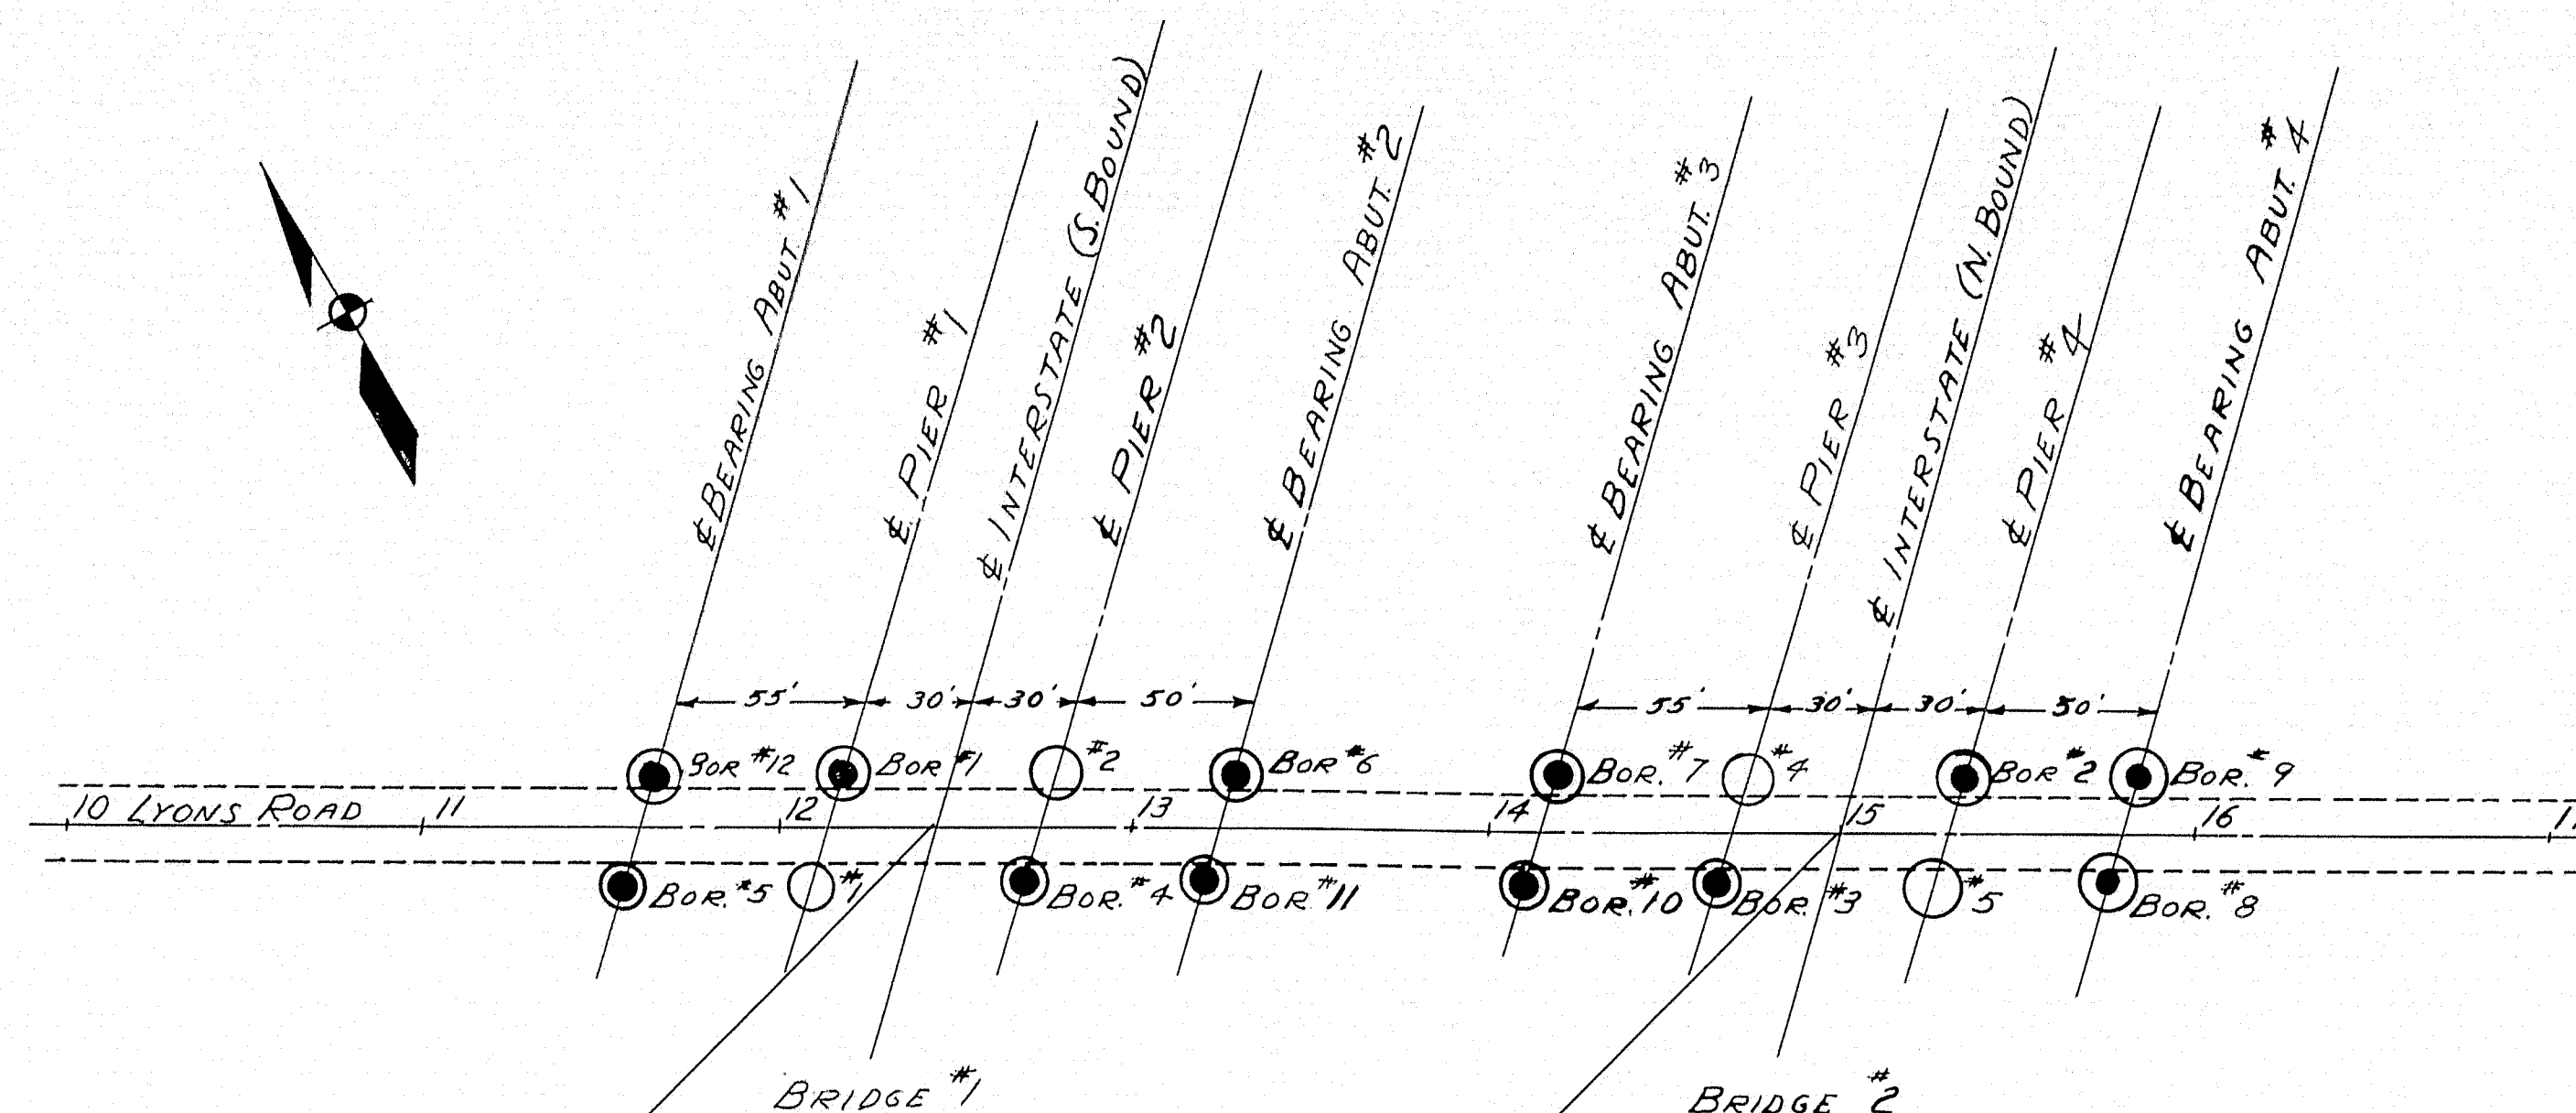 ℄ BEARING ABUT. #1
℄ PIER #1
℄ INTERSTATE (S. BOUND)
℄ PIER #2
℄ BEARING ABUT. #2
℄ BEARING ABUT. #3
℄ PIER #3
℄ INTERSTATE (N. BOUND)
℄ PIER #4
℄ BEARING ABUT. #4
55' 30' 30' 50' 55' 30' 30' 50'
BOR #12 BOR #1 #2 BOR #6 BOR. #7 #4 BOR #2 BOR. #9
10 LYONS ROAD 11 12 13 14 15 16
BOR. #5 #1 BOR. #4 BOR. #11 BOR. #10 BOR. #3 #5 BOR. #8
BRIDGE #1 BRIDGE #2